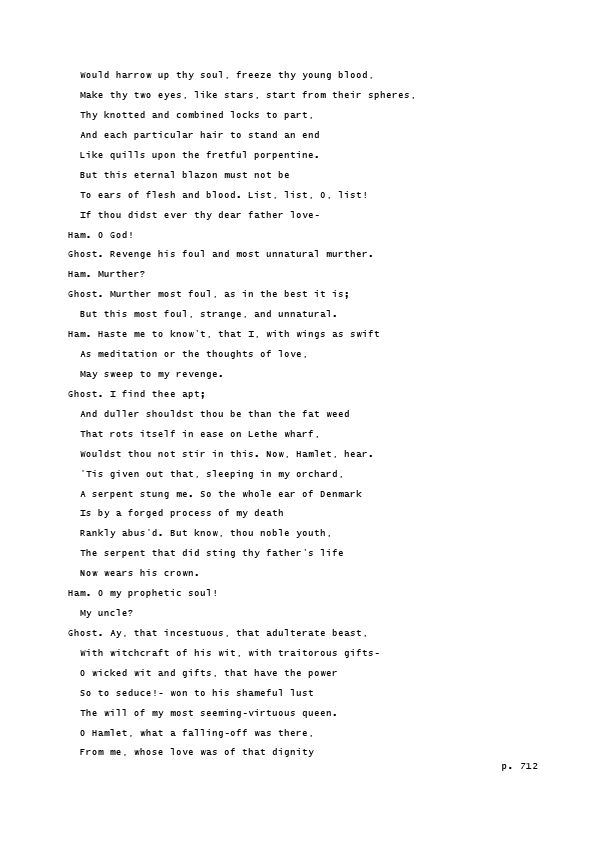 Would harrow up thy soul, freeze thy young blood,
Make thy two eyes, like stars, start from their spheres,
Thy knotted and combined locks to part,
And each particular hair to stand an end
Like quills upon the fretful porpentine.
But this eternal blazon must not be
To ears of flesh and blood. List, list, O, list!
If thou didst ever thy dear father love-
Ham. O God!
Ghost. Revenge his foul and most unnatural murther.
Ham. Murther?
Ghost. Murther most foul, as in the best it is;
But this most foul, strange, and unnatural.
Ham. Haste me to know't, that I, with wings as swift
As meditation or the thoughts of love,
May sweep to my revenge.
Ghost. I find thee apt;
And duller shouldst thou be than the fat weed
That rots itself in ease on Lethe wharf,
Wouldst thou not stir in this. Now, Hamlet, hear.
'Tis given out that, sleeping in my orchard,
A serpent stung me. So the whole ear of Denmark
Is by a forged process of my death
Rankly abus'd. But know, thou noble youth,
The serpent that did sting thy father's life
Now wears his crown.
Ham. O my prophetic soul!
My uncle?
Ghost. Ay, that incestuous, that adulterate beast,
With witchcraft of his wit, with traitorous gifts-
O wicked wit and gifts, that have the power
So to seduce!- won to his shameful lust
The will of my most seeming-virtuous queen.
O Hamlet, what a falling-off was there,
From me, whose love was of that dignity
p. 712